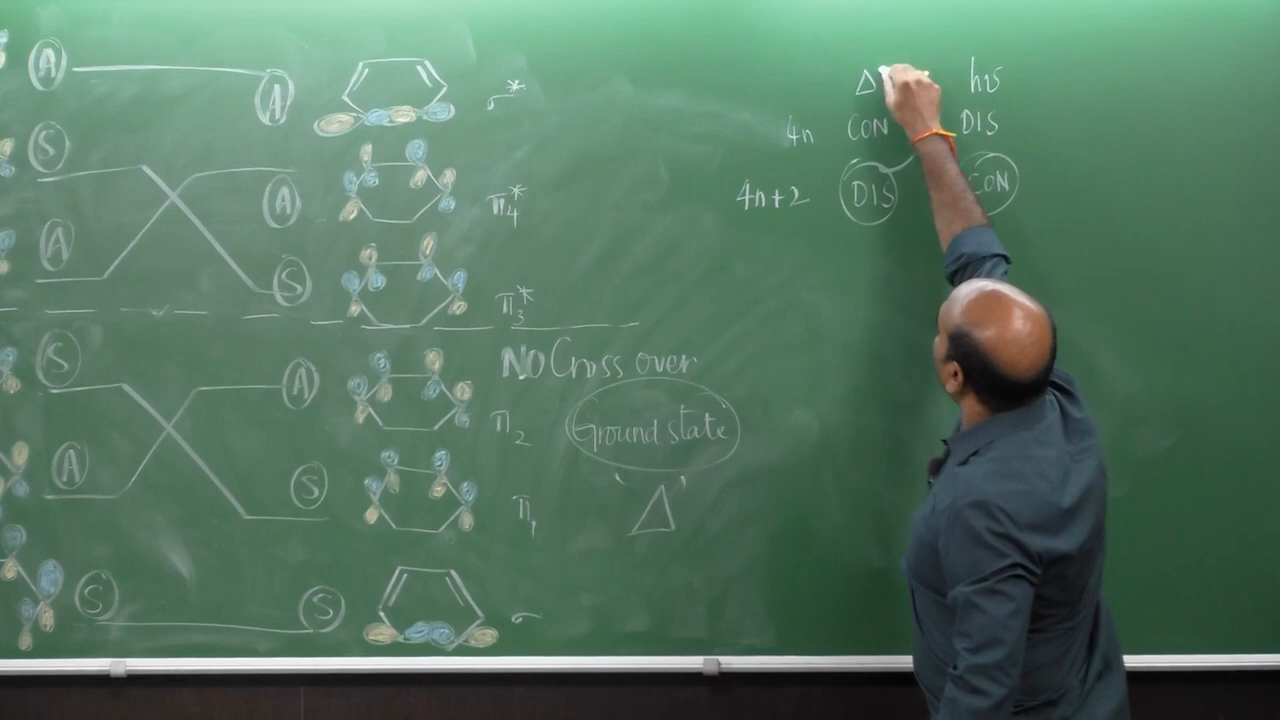 A A σ*
S A π4*
A S π3*
NO Cross over
S A π2
Ground state
A S π1
Δ
S S σ
Δ hν
4n CON DIS
4n+2 DIS CON